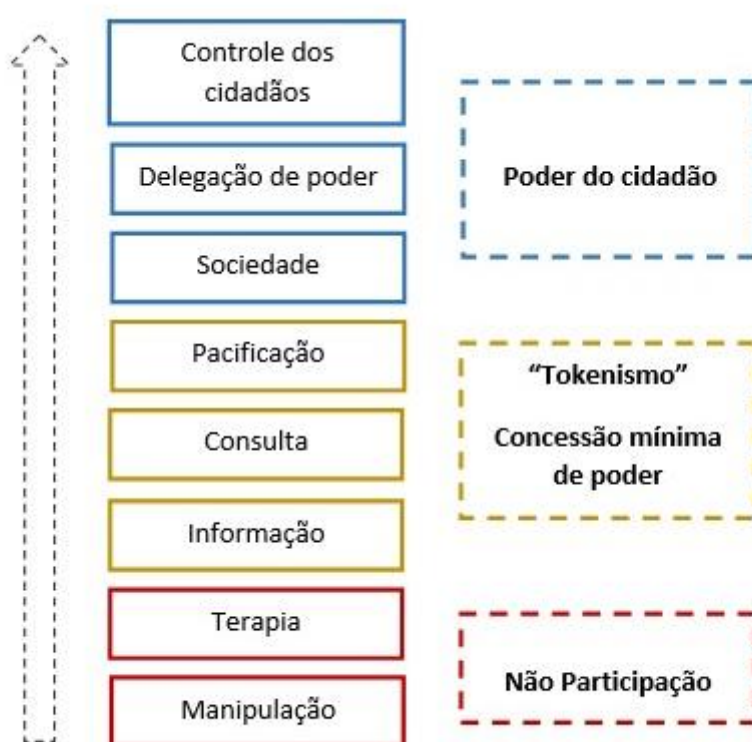 Controle dos
cidadãos
Delegação de poder
Poder do cidadão
Sociedade
Pacificação
“Tokenismo”
Consulta
Concessão mínima
de poder
Informação
Terapia
Não Participação
Manipulação